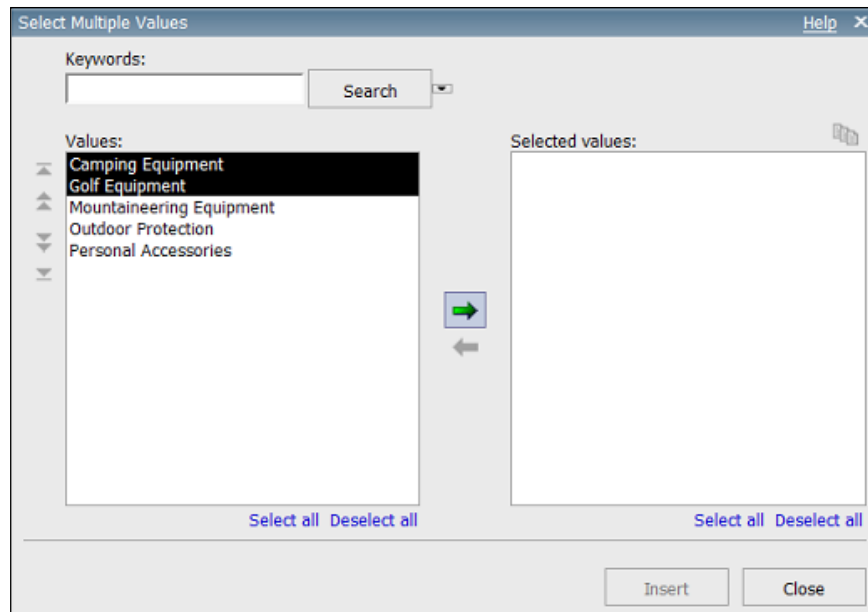 Select Multiple Values Help
Keywords:
Search
Values: Selected values:
Camping Equipment
Golf Equipment
Mountaineering Equipment
Outdoor Protection
Personal Accessories
Select all Deselect all Select all Deselect all
Insert Close